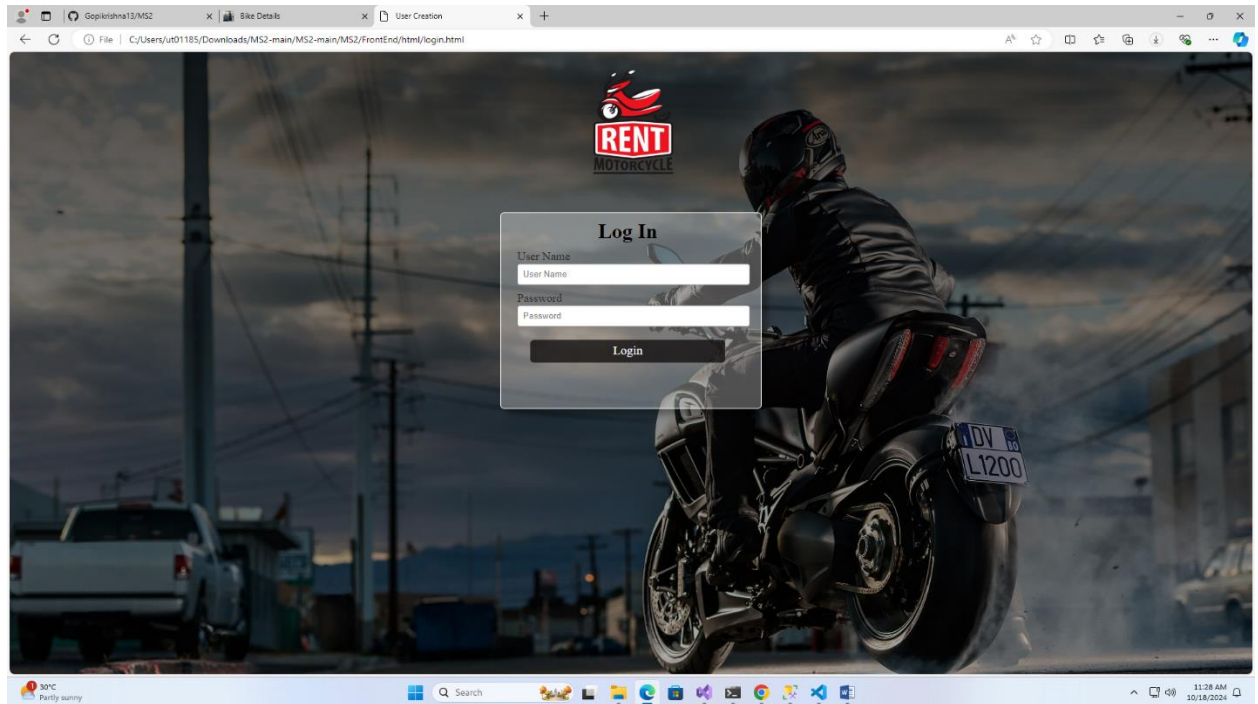 Gopikrishna13/MS2
Bike Details
User Creation
File
C:/Users/ut01185/Downloads/MS2-main/MS2-main/MS2/FrontEnd/html/login.html
RENT
MOTORCYCLE
Log In
User Name
User Name
Password
Password
Login
DV
L1200
30°C
Partly sunny
Search
11:28 AM
10/18/2024